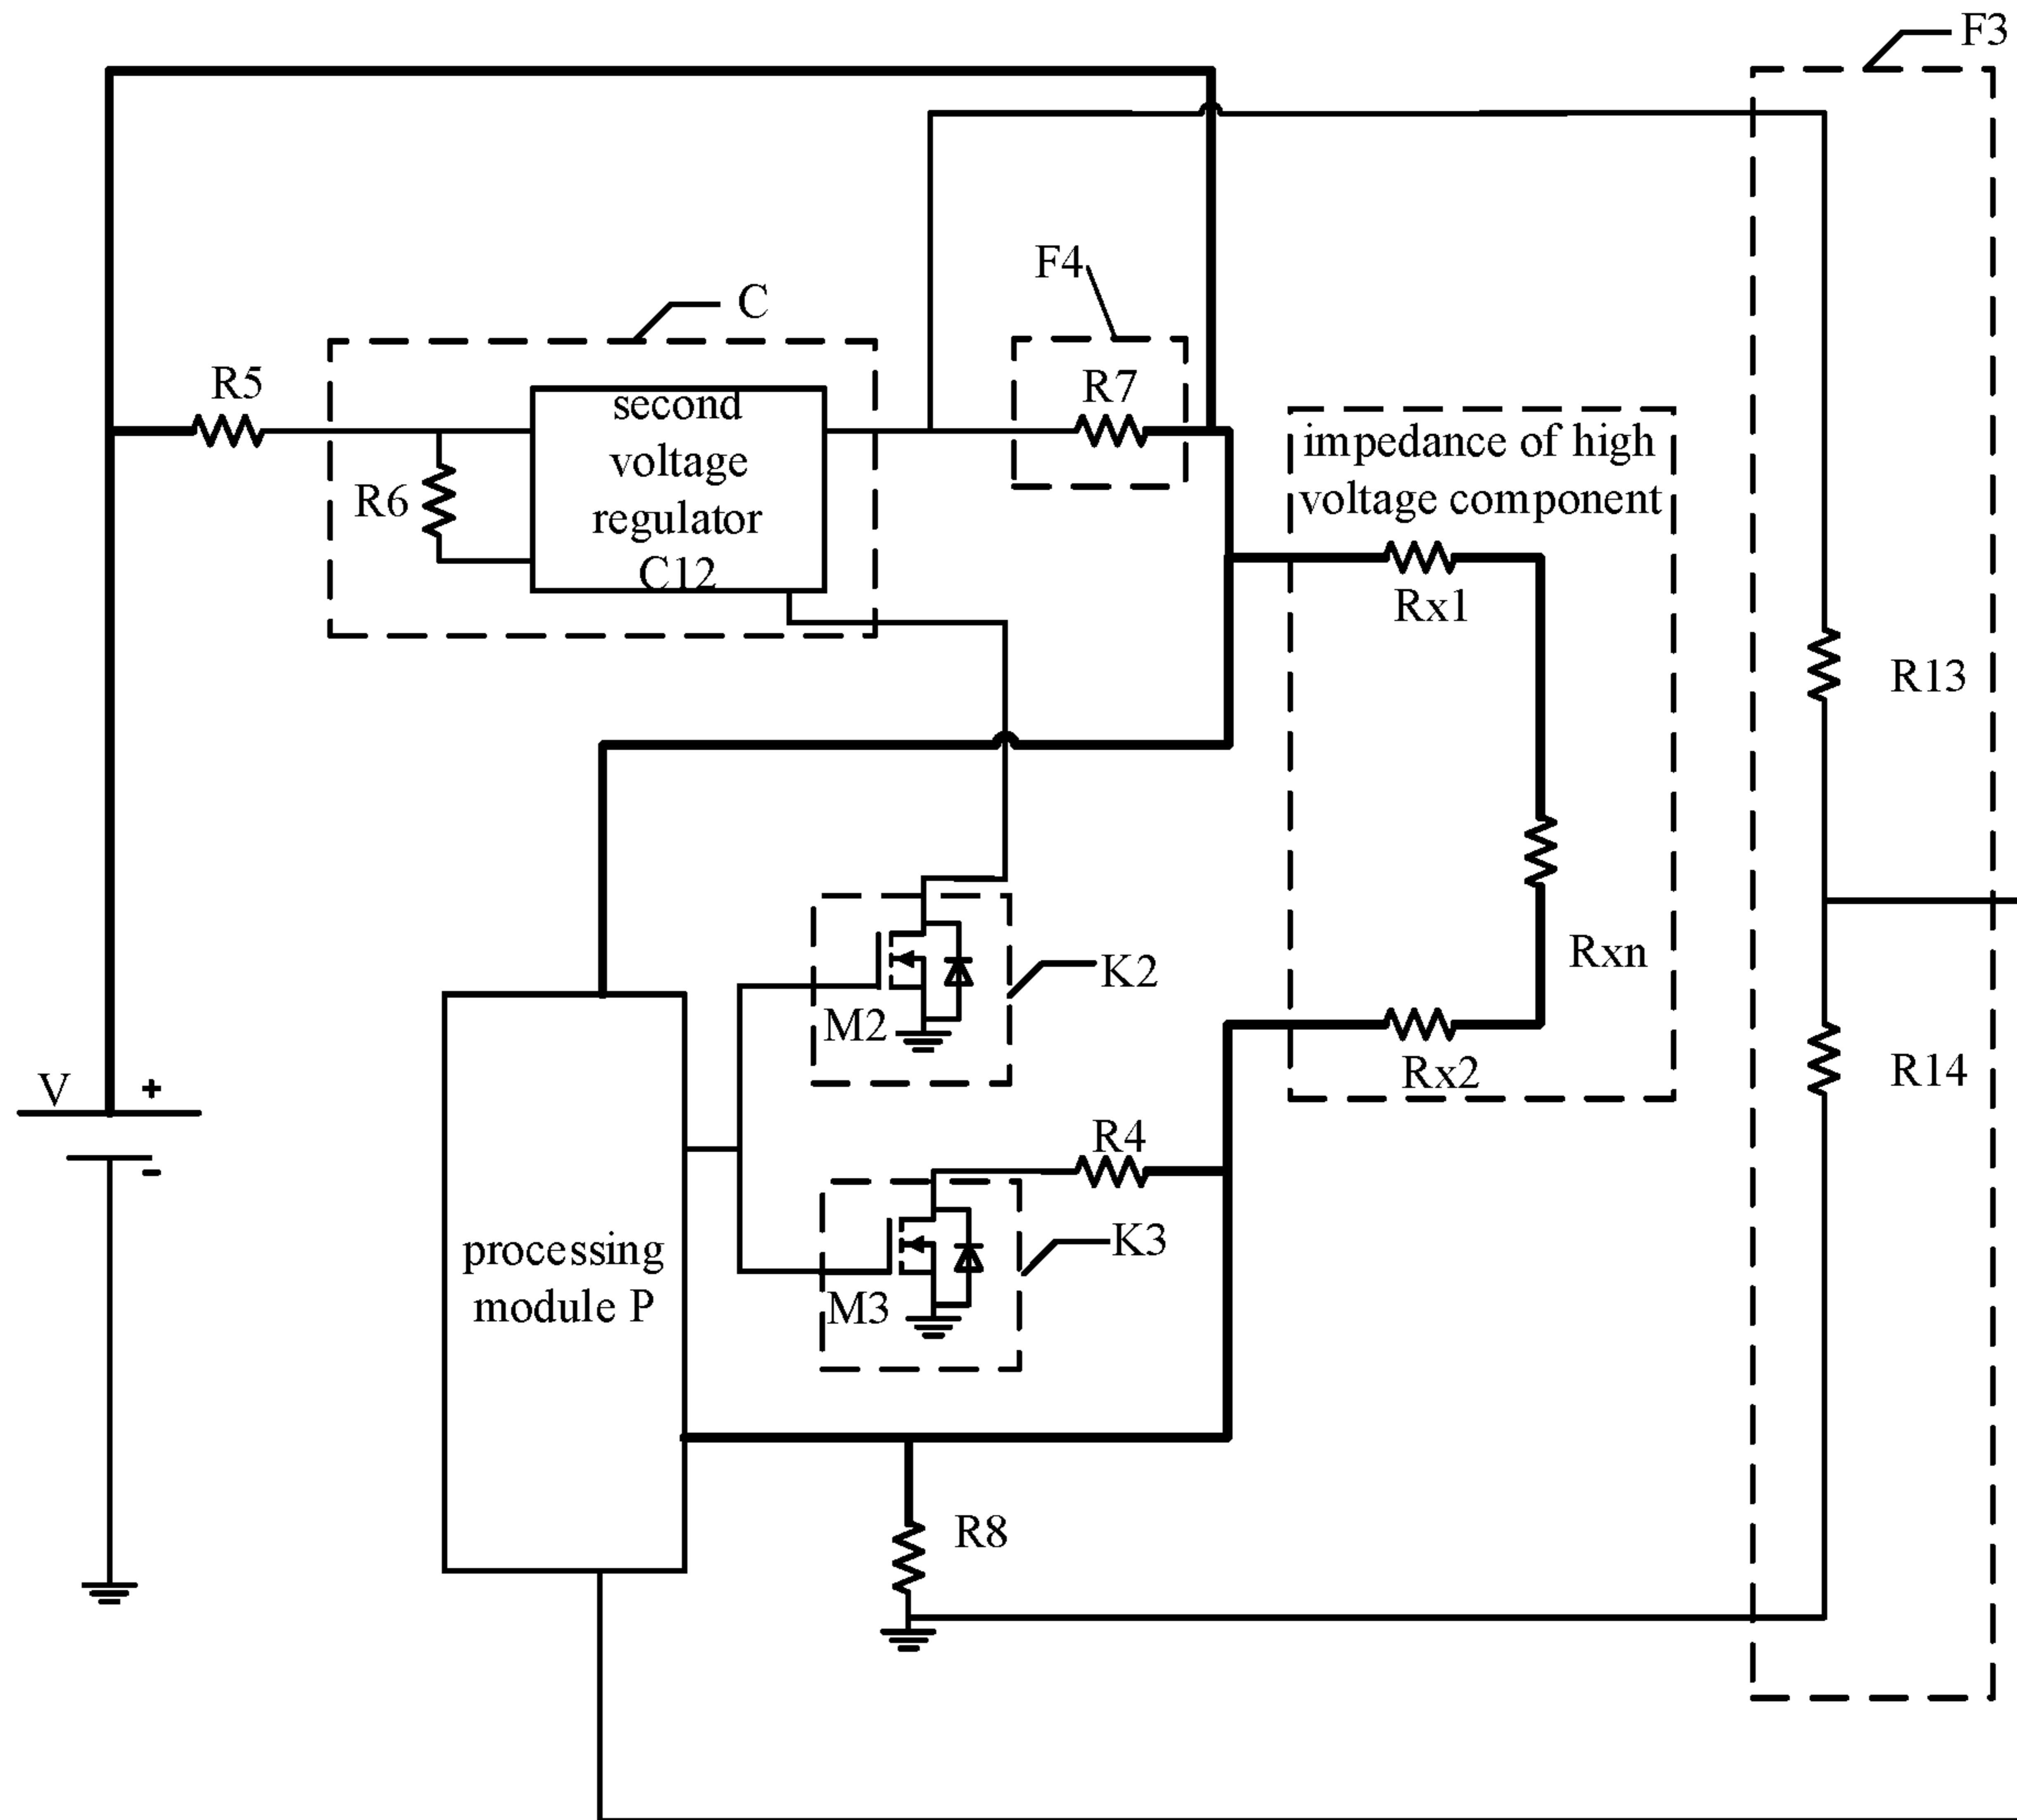 F3
F4
C
R5
R7
second
voltage
regulator
C12
R6
impedance of high
voltage component
Rx1
R13
Rxn
K2
M2
Rx2
R14
V
+
-
R4
K3
M3
processing
module P
R8